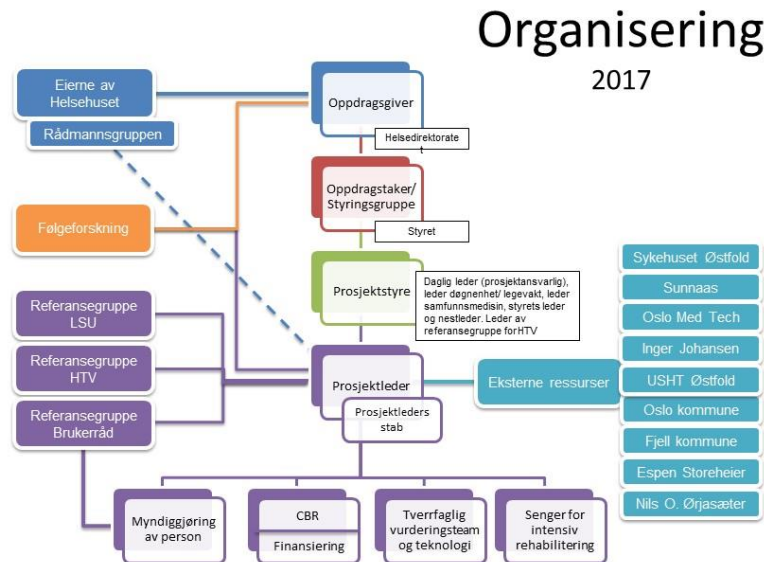 Organisering
2017
Eierne av
Helsehuset
Rådmannsgruppen
Oppdragsgiver
Helsedirektorate
t
Oppdragstaker/
Styringsgruppe
Styret
Følgeforskning
Prosjektstyre
Daglig leder (prosjektansvarlig),
leder døgnenhet/ legevakt, leder
samfunnsmedisin, styrets leder
og nestleder. Leder av
referansegruppe forHTV
Referansegruppe
LSU
Referansegruppe
HTV
Referansegruppe
Brukerråd
Prosjektleder
Prosjektleders
stab
Eksterne ressurser
Sykehuset Østfold
Sunnaas
Oslo Med Tech
Inger Johansen
USHT Østfold
Oslo kommune
Fjell kommune
Espen Storeheier
Nils O. Ørjasæter
Myndiggjøring
av person
CBR
Finansiering
Tverrfaglig
vurderingsteam
og teknologi
Senger for
intensiv
rehabilitering